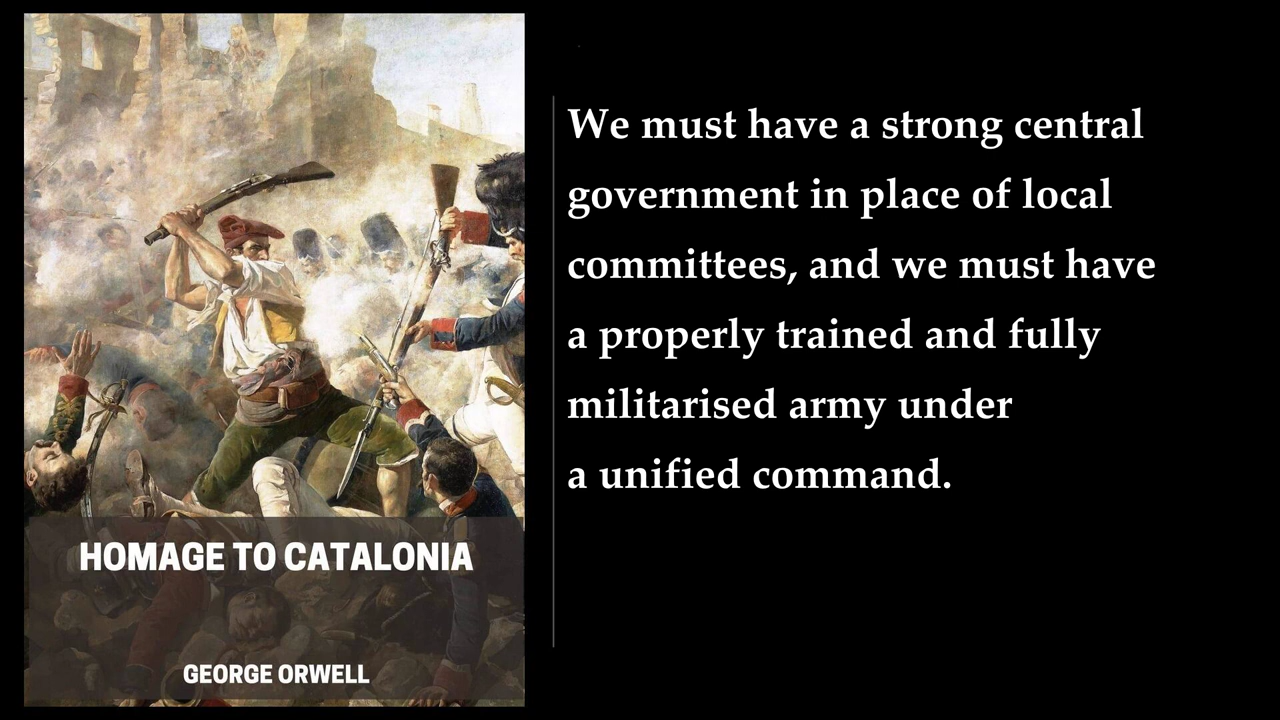 HOMAGE TO CATALONIA
GEORGE ORWELL
We must have a strong central
government in place of local
committees, and we must have
a properly trained and fully
militarised army under
a unified command.